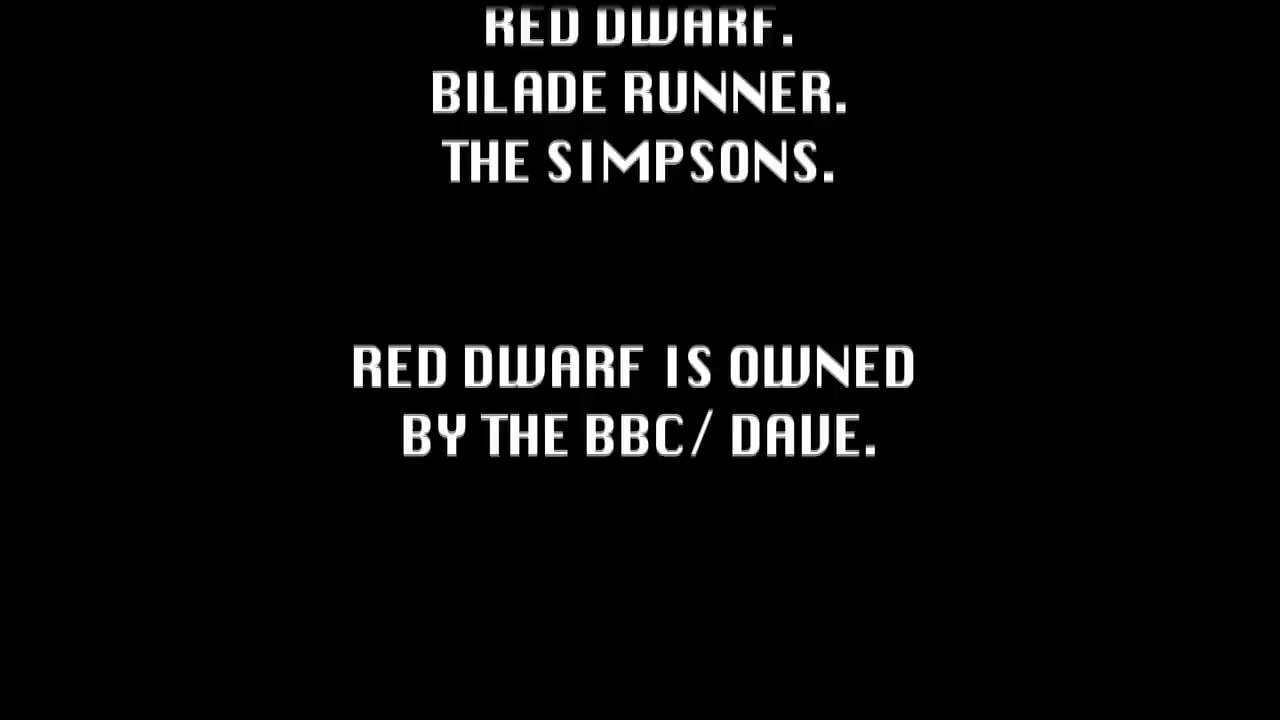 RED DWARF.
BILADE RUNNER.
THE SIMPSONS.
RED DWARF IS OWNED
BY THE BBC/ DAVE.